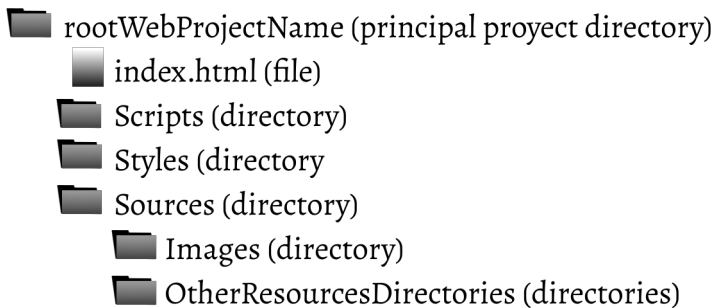 rootWebProjectName (principal proyect directory)
index.html (file)
Scripts (directory)
Styles (directory
Sources (directory)
Images (directory)
OtherResourcesDirectories (directories)